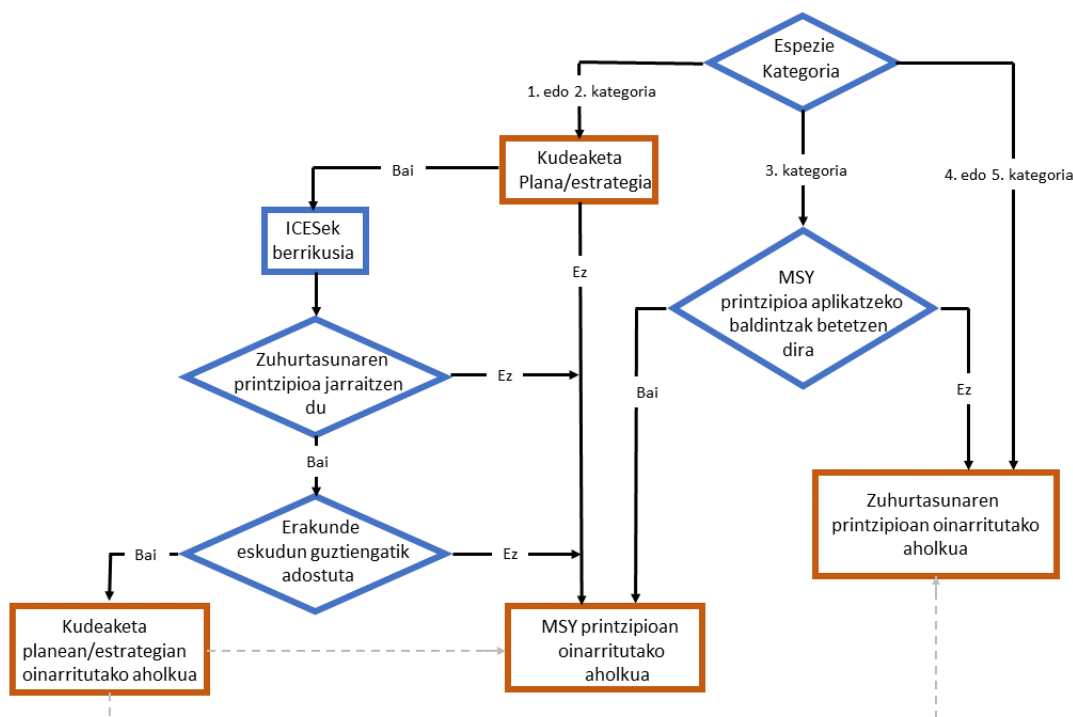 Espezie
Kategoria
1. edo 2. kategoria
3. kategoria
4. edo 5. kategoria
Kudeaketa
Plana/estrategia
Bai
Ez
ICESek
berrikusia
MSY
printzipioa aplikatzeko
baldintzak betetzen
dira
Zuhurtasunaren
printzipioa jarraitzen
du
Ez
Bai
Ez
Bai
Erakunde
eskudun guztiengatik
adostuta
Bai
Ez
Zuhurtasunaren
printzipioan oinarritutako
aholkua
Kudeaketa
planean/estrategian
oinarritutako aholkua
MSY printzipioan
oinarritutako
aholkua